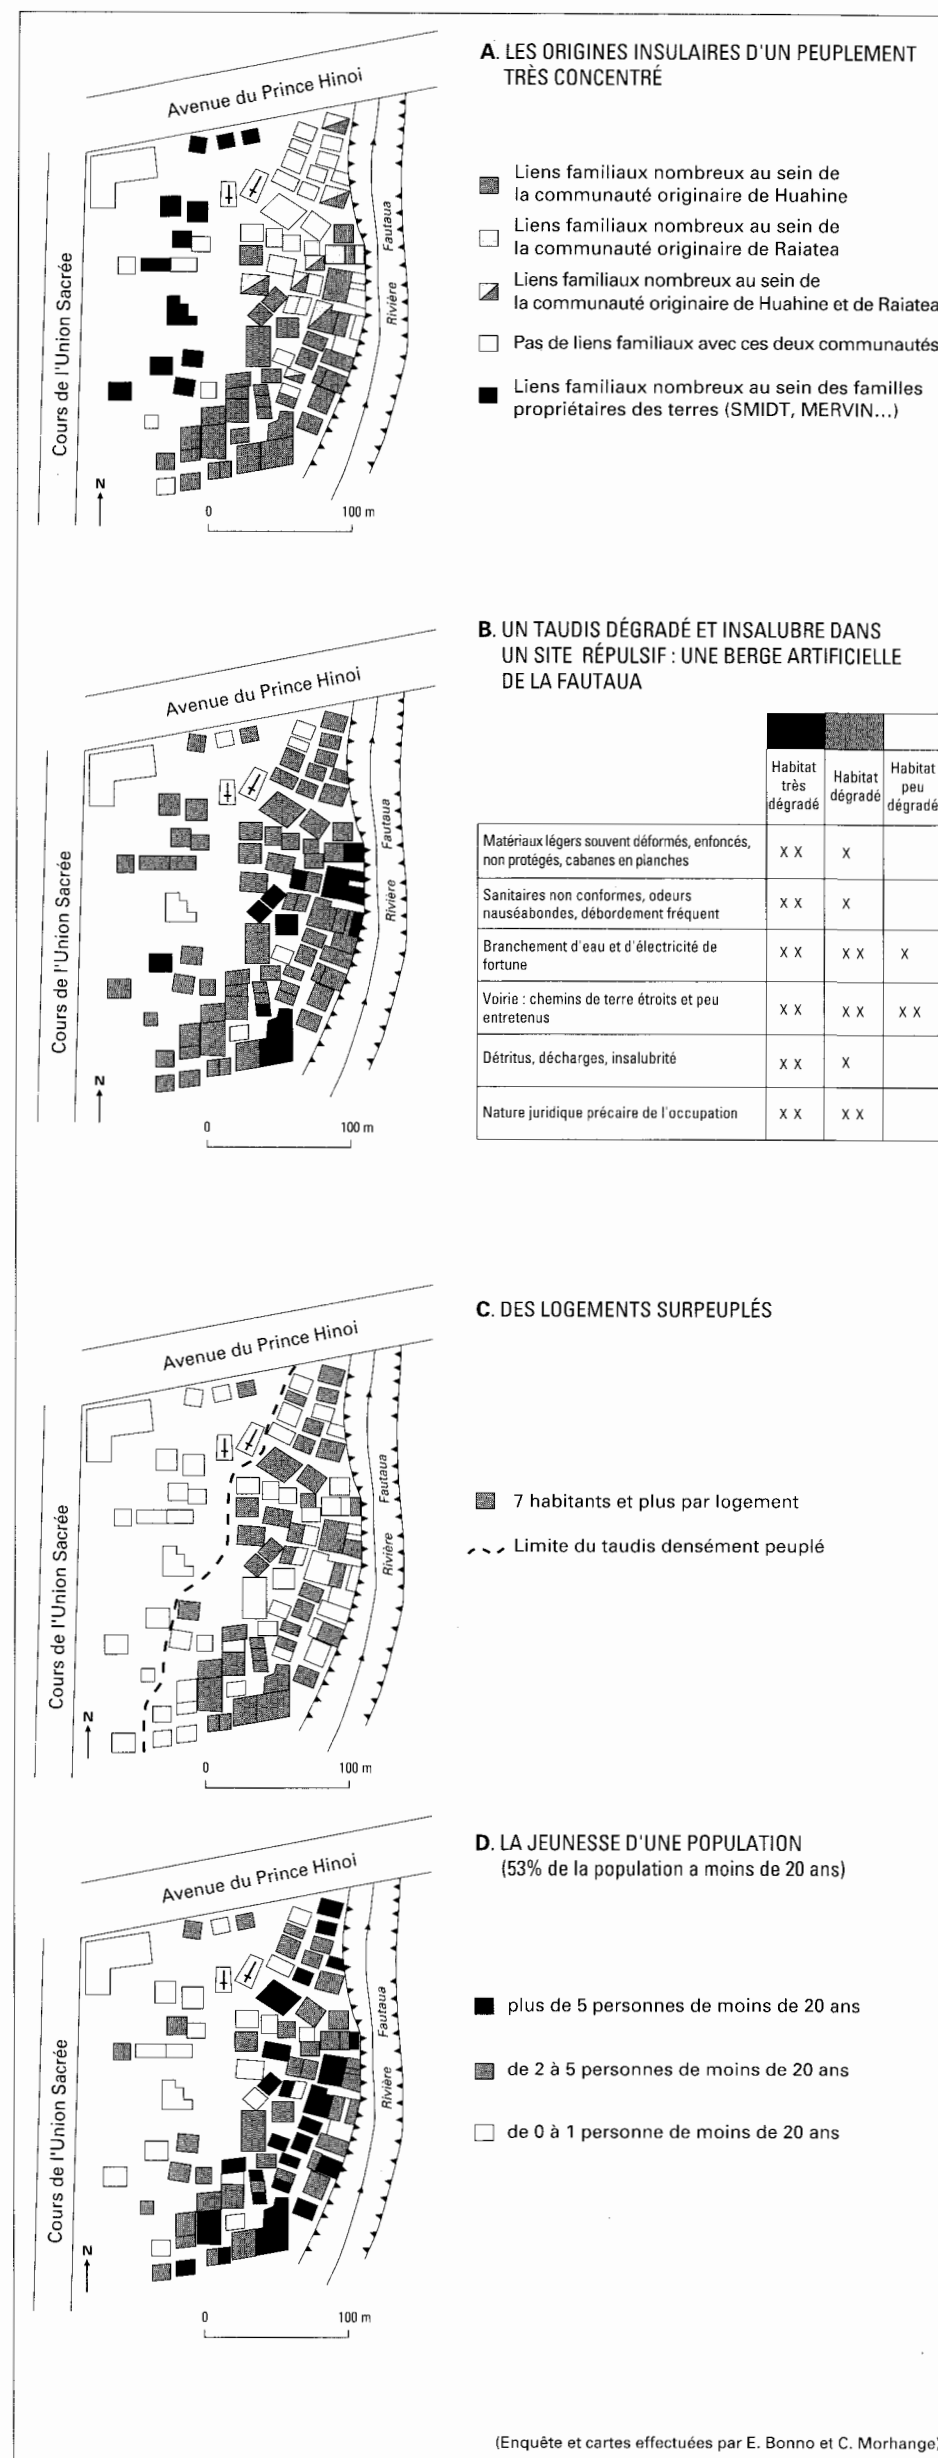 A. LES ORIGINES INSULAIRES D'UN PEUPLEMENT
TRÈS CONCENTRÉ
Avenue du Prince Hinoi
Cours de l'Union Sacrée
Rivière Fautaua
N
0 100 m
Liens familiaux nombreux au sein de
la communauté originaire de Huahine
Liens familiaux nombreux au sein de
la communauté originaire de Raiatea
Liens familiaux nombreux au sein de
la communauté originaire de Huahine et de Raiatea
Pas de liens familiaux avec ces deux communautés
Liens familiaux nombreux au sein des familles
propriétaires des terres (SMIDT, MERVIN...)
B. UN TAUDIS DÉGRADÉ ET INSALUBRE DANS
UN SITE RÉPULSIF : UNE BERGE ARTIFICIELLE
DE LA FAUTAUA
Avenue du Prince Hinoi
Cours de l'Union Sacrée
Rivière Fautaua
N
0 100 m
Habitat très dégradé
Habitat dégradé
Habitat peu dégradé
Matériaux légers souvent déformés, enfoncés,
non protégés, cabanes en planches
X X X
Sanitaires non conformes, odeurs
nauséabondes, débordement fréquent
X X X
Branchement d'eau et d'électricité de
fortune
X X X X X
Voirie : chemins de terre étroits et peu
entretenus
X X X X X X
Détritus, décharges, insalubrité
X X X
Nature juridique précaire de l'occupation
X X X X
C. DES LOGEMENTS SURPEUPLÉS
Avenue du Prince Hinoi
Cours de l'Union Sacrée
Rivière Fautaua
N
0 100 m
7 habitants et plus par logement
Limite du taudis densément peuplé
D. LA JEUNESSE D'UNE POPULATION
(53% de la population a moins de 20 ans)
Avenue du Prince Hinoi
Cours de l'Union Sacrée
Rivière Fautaua
N
0 100 m
plus de 5 personnes de moins de 20 ans
de 2 à 5 personnes de moins de 20 ans
de 0 à 1 personne de moins de 20 ans
(Enquête et cartes effectuées par E. Bonno et C. Morhange)